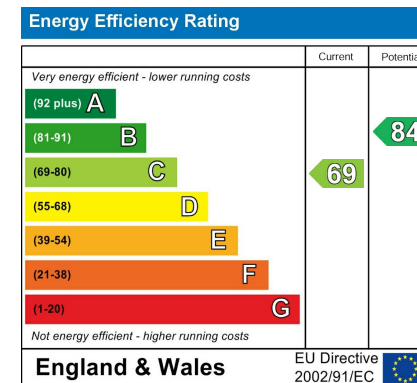 Energy Efficiency Rating
Current Potentia
Very energy efficient - lower running costs
(92 plus) A
(81-91) B
84
(69-80) C
69
(55-68) D
(39-54) E
(21-38) F
(1-20) G
Not energy efficient - higher running costs
England & Wales
EU Directive
2002/91/EC